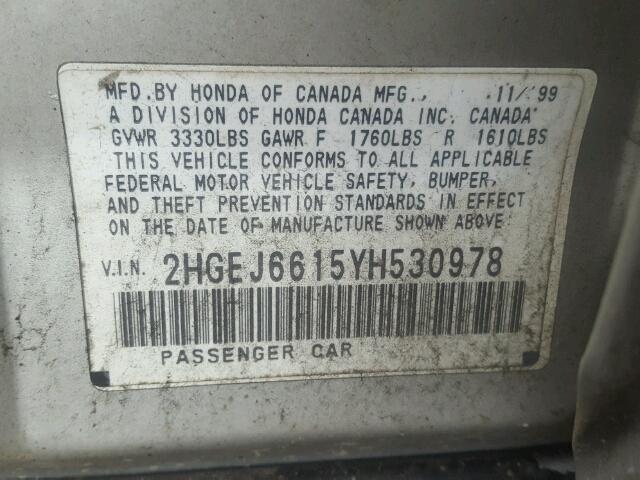 MFD. BY HONDA OF CANADA MFG., 11/99
A DIVISION OF HONDA CANADA INC. CANADA
GVWR 3330LBS GAWR F 1760LBS R 1610LBS
THIS VEHICLE CONFORMS TO ALL APPLICABLE
FEDERAL MOTOR VEHICLE SAFETY, BUMPER,
AND THEFT PREVENTION STANDARDS IN EFFECT
ON THE DATE OF MANUFACTURE SHOWN ABOVE.
V.I.N. 2HGEJ6615YH530978
PASSENGER CAR